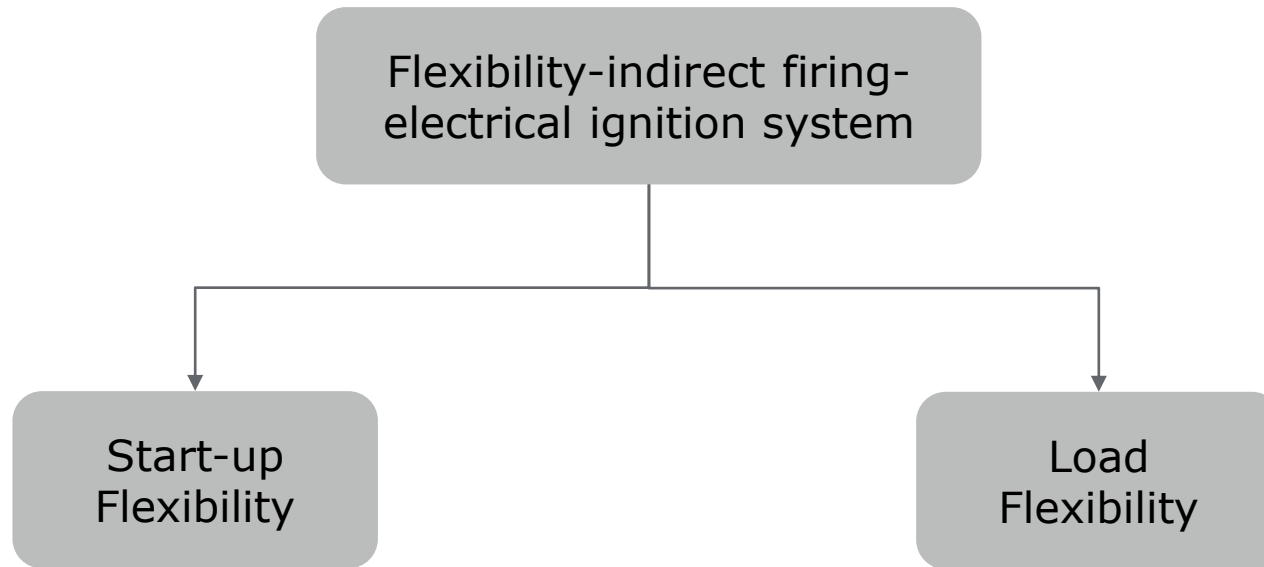 Flexibility-indirect firing-
electrical ignition system
Start-up
Flexibility
Load
Flexibility